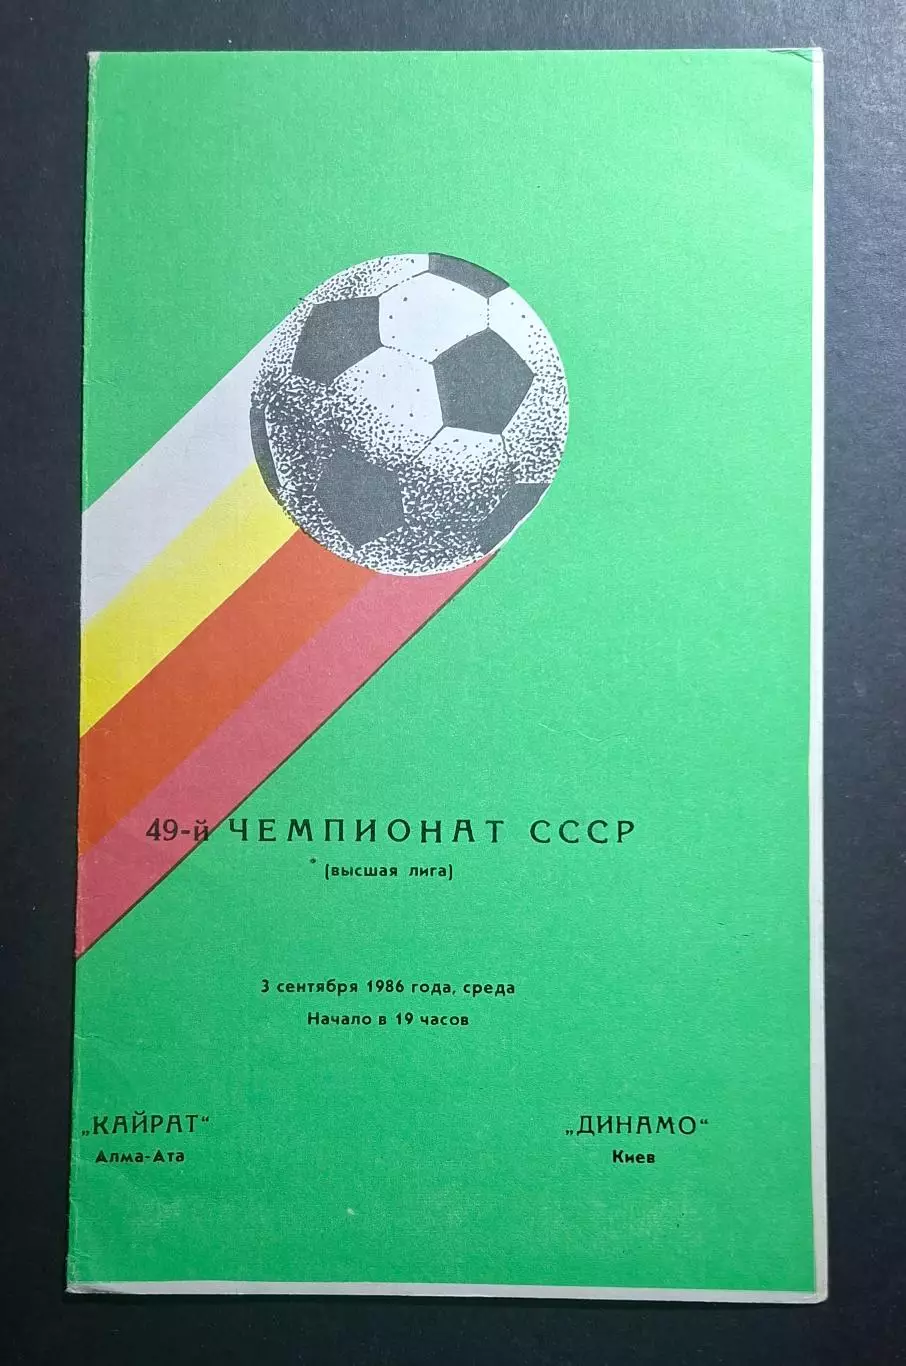 49-й ЧЕМПИОНАТ СССР
(высшая лига)
3 сентября 1986 года, среда
Начало в 19 часов
„КАЙРАТ“
Алма-Ата
„ДИНАМО“
Киев